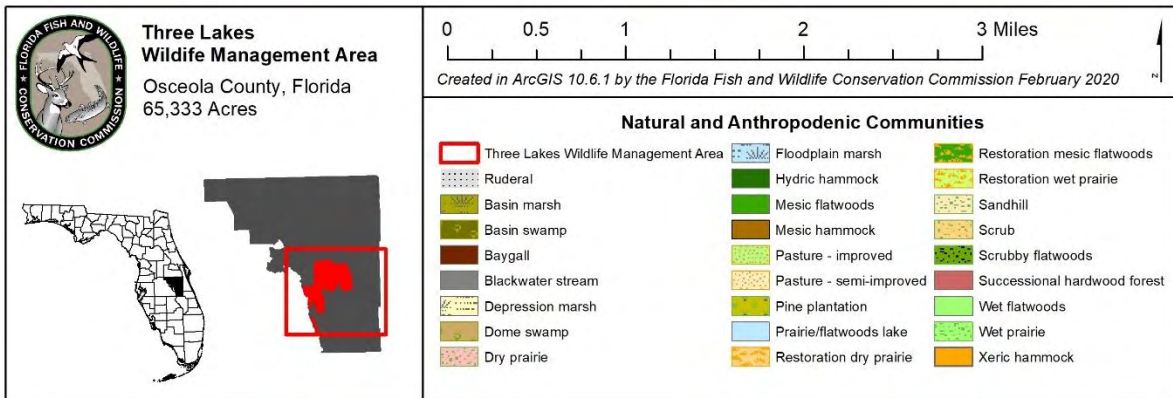 FLORIDA FISH AND WILDLIFE
CONSERVATION COMMISSION
Three Lakes
Wildlife Management Area
Osceola County, Florida
65,333 Acres
0 0.5 1 2 3 Miles
Created in ArcGIS 10.6.1 by the Florida Fish and Wildlife Conservation Commission February 2020
z
Natural and Anthropodenic Communities
Three Lakes Wildlife Management Area
Ruderal
Basin marsh
Basin swamp
Baygall
Blackwater stream
Depression marsh
Dome swamp
Dry prairie
Floodplain marsh
Hydric hammock
Mesic flatwoods
Mesic hammock
Pasture - improved
Pasture - semi-improved
Pine plantation
Prairie/flatwoods lake
Restoration dry prairie
Restoration mesic flatwoods
Restoration wet prairie
Sandhill
Scrub
Scrubby flatwoods
Successional hardwood forest
Wet flatwoods
Wet prairie
Xeric hammock